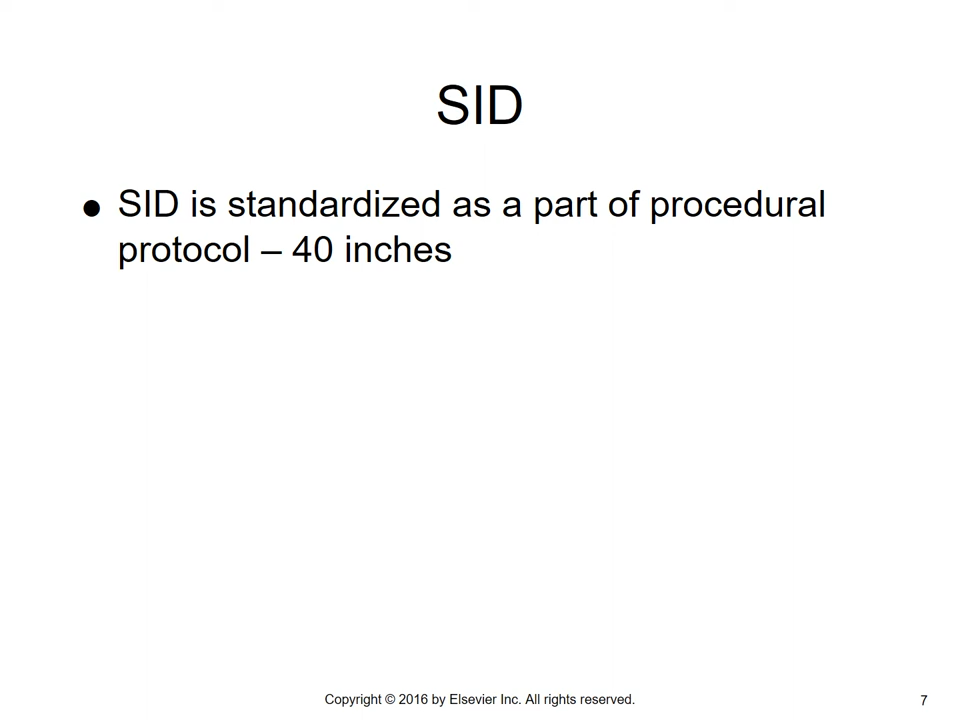 SID
● SID is standardized as a part of procedural
protocol – 40 inches
Copyright © 2016 by Elsevier Inc. All rights reserved.
7